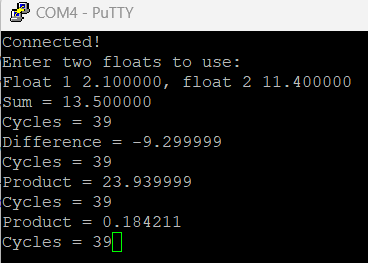 COM4 - PuTTY
Connected!
Enter two floats to use:
Float 1 2.100000, float 2 11.400000
Sum = 13.500000
Cycles = 39
Difference = -9.299999
Cycles = 39
Product = 23.939999
Cycles = 39
Product = 0.184211
Cycles = 39